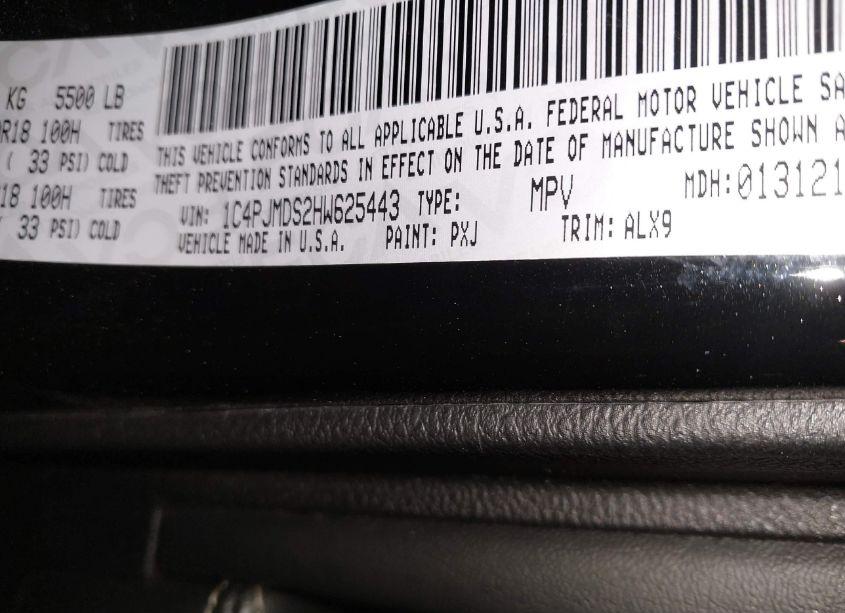 KG 5500 LB
R18 100H TIRES
( 33 PSI) COLD
R18 100H TIRES
( 33 PSI) COLD
THIS VEHICLE CONFORMS TO ALL APPLICABLE U.S.A. FEDERAL MOTOR VEHICLE SA
THEFT PREVENTION STANDARDS IN EFFECT ON THE DATE OF MANUFACTURE SHOWN A
VIN: 1C4PJMDS2HW625443 TYPE: MPV MDH: 013121
VEHICLE MADE IN U.S.A. PAINT: PXJ TRIM: ALX9